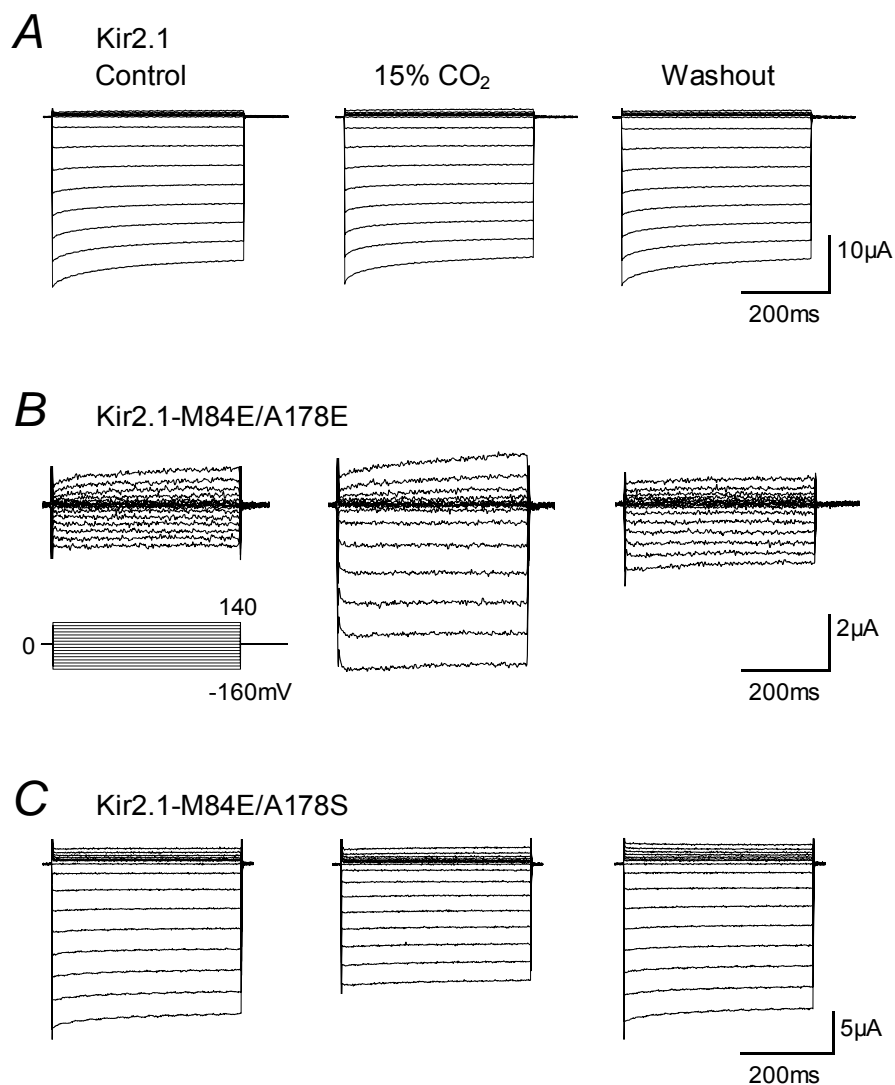 A Kir2.1
Control 15% CO₂ Washout
10µA
200ms
B Kir2.1-M84E/A178E
140
0
-160mV
2µA
200ms
C Kir2.1-M84E/A178S
5µA
200ms